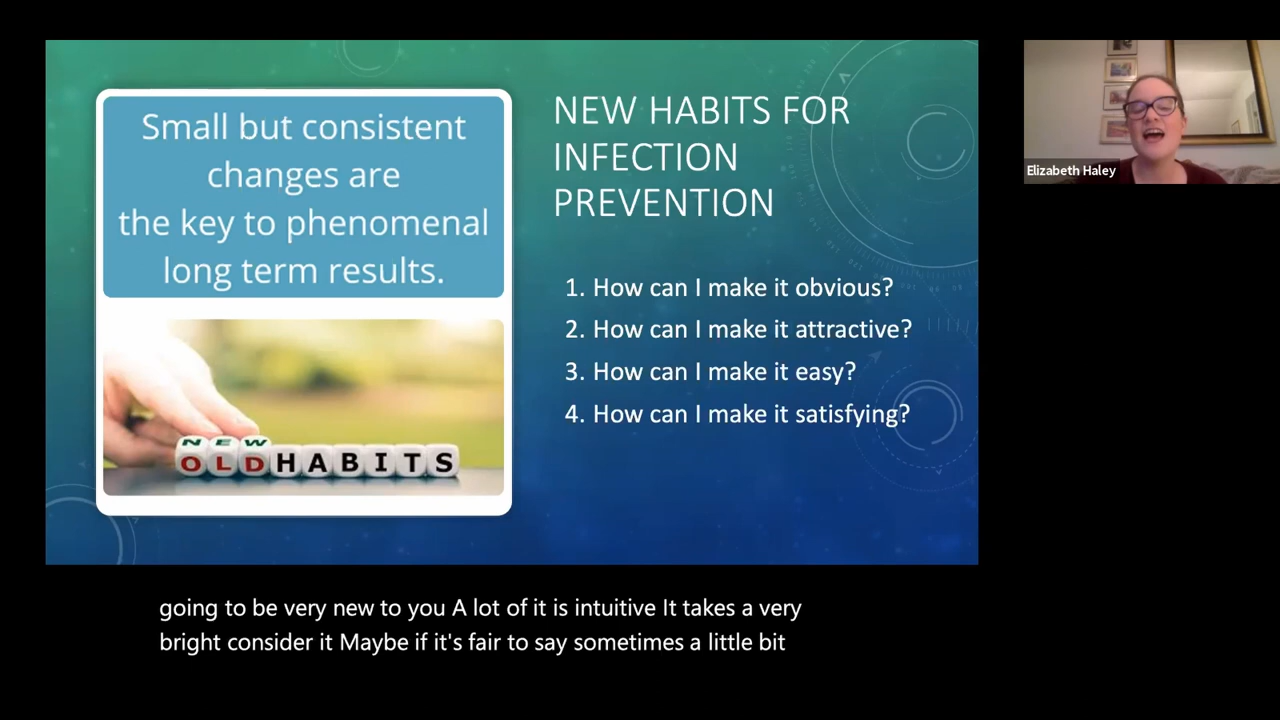 Small but consistent
changes are
the key to phenomenal
long term results.
NEW
OLDHABITS
NEW HABITS FOR
INFECTION
PREVENTION
1. How can I make it obvious?
2. How can I make it attractive?
3. How can I make it easy?
4. How can I make it satisfying?
Elizabeth Haley
going to be very new to you A lot of it is intuitive It takes a very
bright consider it Maybe if it's fair to say sometimes a little bit